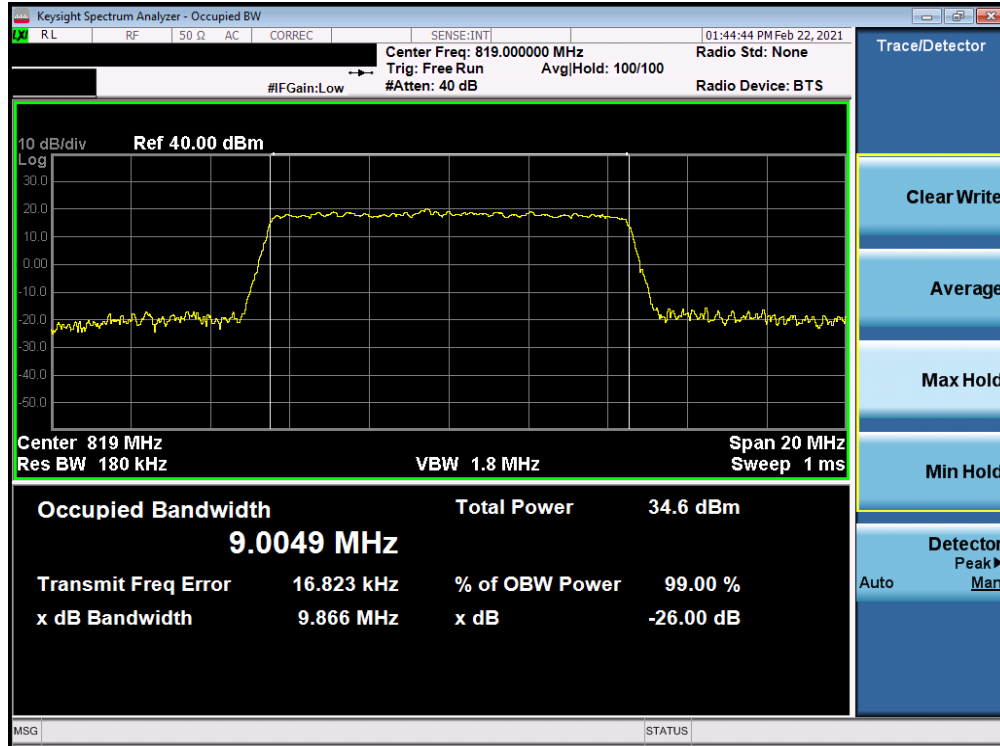 Keysight Spectrum Analyzer - Occupied BW
LXI RL RF 50 Ω AC CORREC SENSE:INT 01:44:44 PM Feb 22, 2021
Center Freq: 819.000000 MHz Radio Std: None
Trig: Free Run Avg|Hold: 100/100
#IFGain:Low #Atten: 40 dB Radio Device: BTS
10 dB/div Ref 40.00 dBm
Log
30.0
20.0
10.0
0.00
-10.0
-20.0
-30.0
-40.0
-50.0
Center 819 MHz Span 20 MHz
Res BW 180 kHz VBW 1.8 MHz Sweep 1 ms
Occupied Bandwidth Total Power 34.6 dBm
9.0049 MHz
Transmit Freq Error 16.823 kHz % of OBW Power 99.00 %
x dB Bandwidth 9.866 MHz x dB -26.00 dB
Trace/Detector
Clear Write
Average
Max Hold
Min Hold
Detector
Peak▶
Auto Man
MSG STATUS